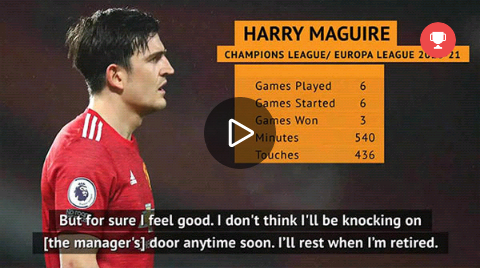 HARRY MAGUIRE
CHAMPIONS LEAGUE/ EUROPA LEAGUE 21
Games Played 6
Games Started 6
Games Won 3
Minutes 540
Touches 436
But for sure I feel good. I don't think I'll be knocking on
[the manager's] door anytime soon. I'll rest when I'm retired.